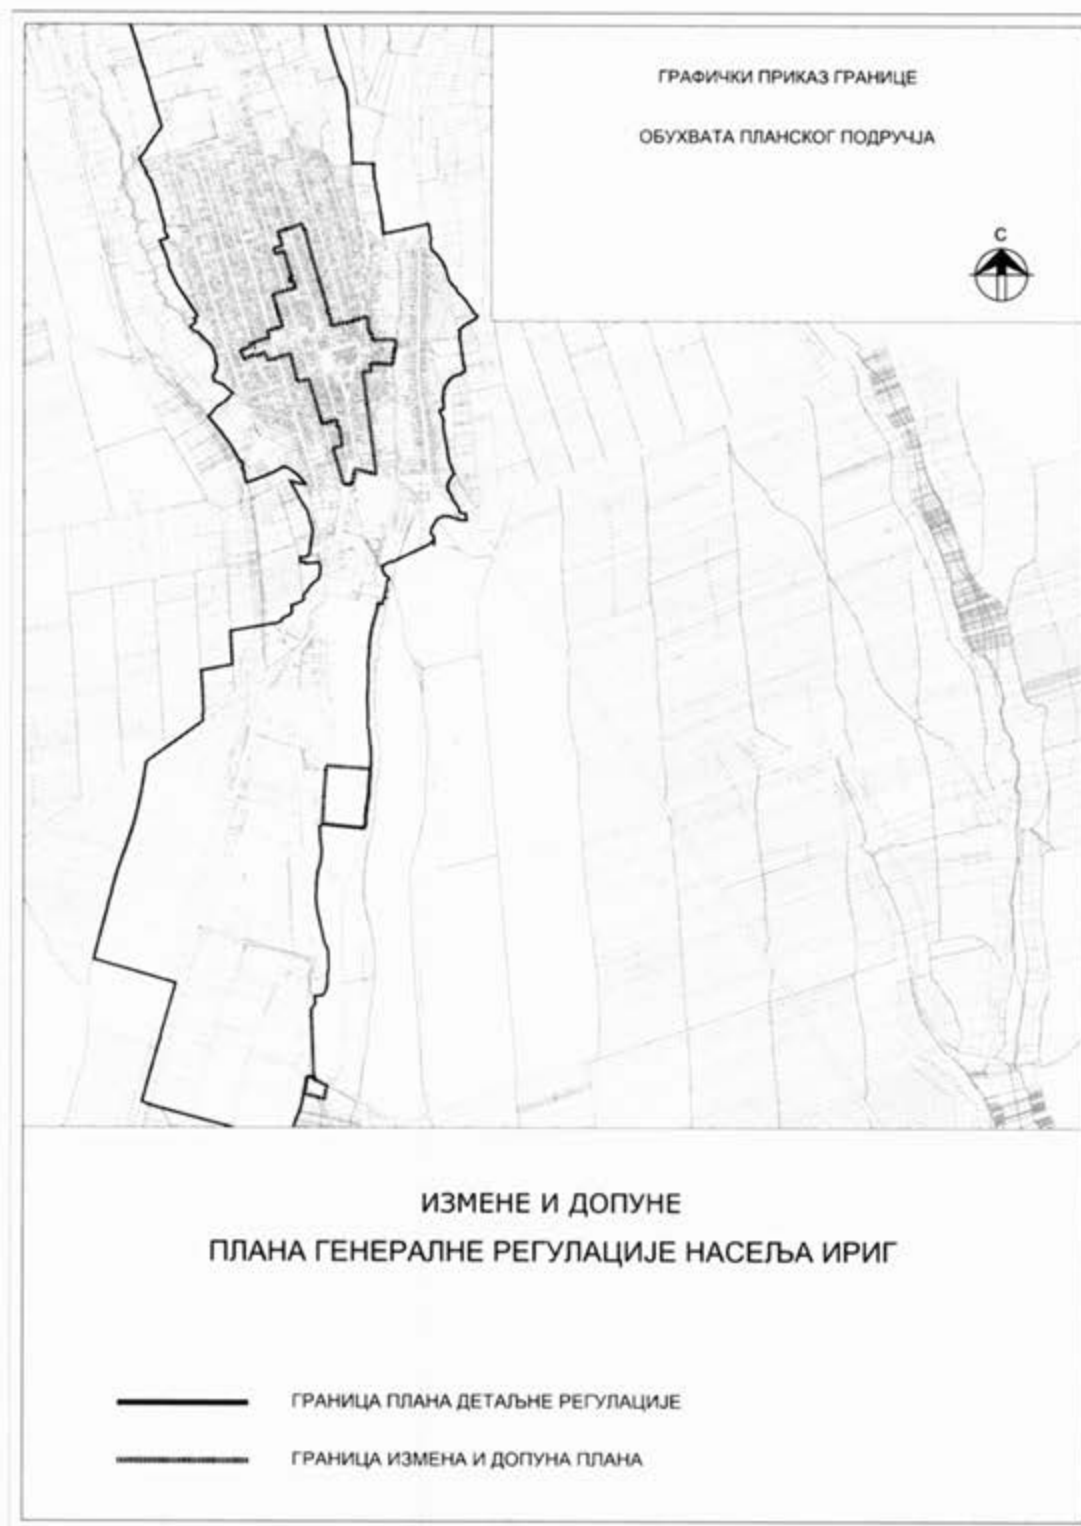 ГРАФИЧКИ ПРИКАЗ ГРАНИЦЕ
ОБУХВАТА ПЛАНСКОГ ПОДРУЧЈА
С
ИЗМЕНЕ И ДОПУНЕ
ПЛАНА ГЕНЕРАЛНЕ РЕГУЛАЦИЈЕ НАСЕЉА ИРИГ
ГРАНИЦА ПЛАНА ДЕТАЉНЕ РЕГУЛАЦИЈЕ
ГРАНИЦА ИЗМЕНА И ДОПУНА ПЛАНА